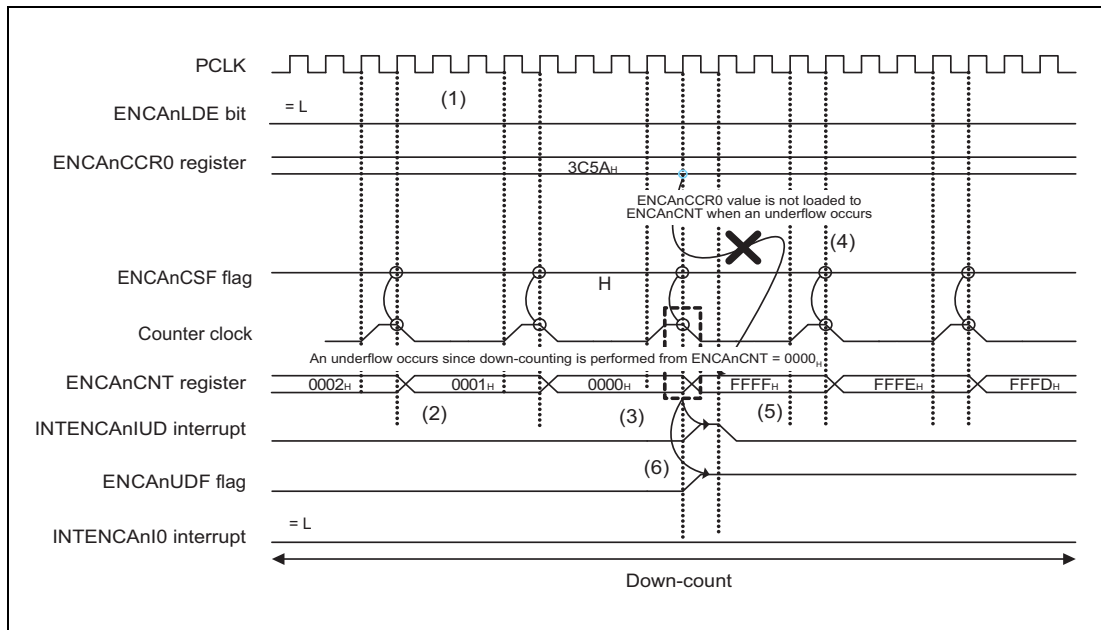 PCLK
(1)
ENCAnLDE bit
= L
ENCAnCCR0 register
3C5AH
ENCAnCCR0 value is not loaded to
ENCAnCNT when an underflow occurs
(4)
ENCAnCSF flag
H
Counter clock
An underflow occurs since down-counting is performed from ENCAnCNT = 0000H
ENCAnCNT register
0002H 0001H 0000H FFFFH FFFEH FFFDH
(2) (3) (5)
INTENCAnIUD interrupt
(6)
ENCAnUDF flag
= L
INTENCAnI0 interrupt
Down-count